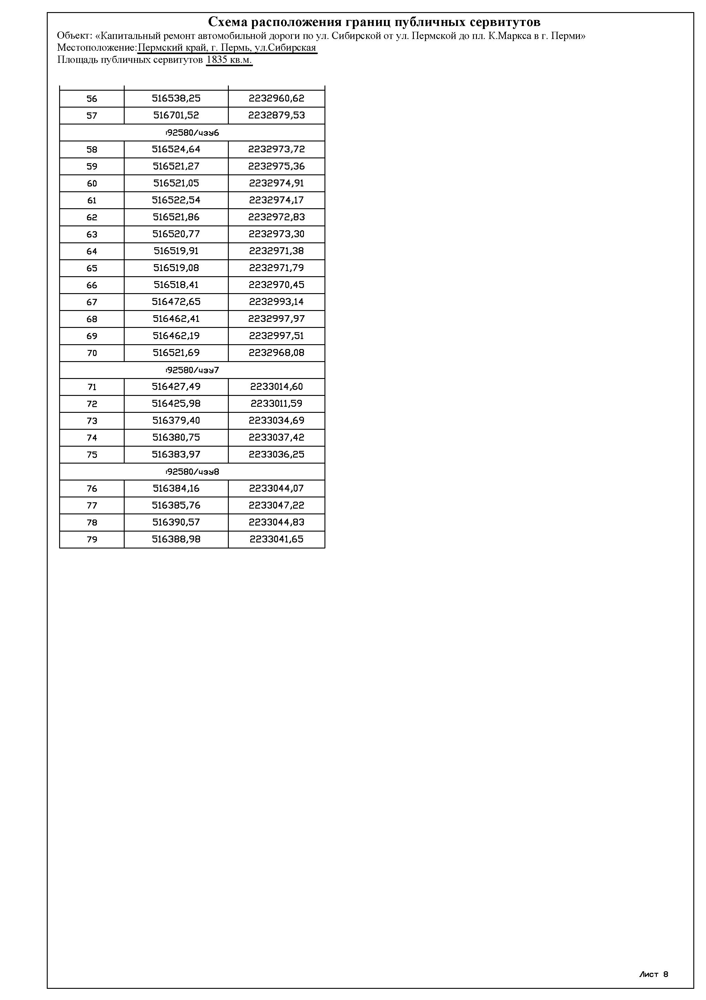 Схема расположения границ публичных сервитутов
Объект: «Капитальный ремонт автомобильной дороги по ул. Сибирской от ул. Пермской до пл. К.Маркса в г. Перми»
Местоположение:Пермский край, г. Пермь, ул.Сибирская
Площадь публичных сервитутов 1835 кв.м.
56 516538,25 2232960,62
57 516701,52 2232879,53
:92580/чзу6
58 516524,64 2232973,72
59 516521,27 2232975,36
60 516521,05 2232974,91
61 516522,54 2232974,17
62 516521,86 2232972,83
63 516520,77 2232973,30
64 516519,91 2232971,38
65 516519,08 2232971,79
66 516518,41 2232970,45
67 516472,65 2232993,14
68 516462,41 2232997,97
69 516462,19 2232997,51
70 516521,69 2232968,08
:92580/чзу7
71 516427,49 2233014,60
72 516425,98 2233011,59
73 516379,40 2233034,69
74 516380,75 2233037,42
75 516383,97 2233036,25
:92580/чзу8
76 516384,16 2233044,07
77 516385,76 2233047,22
78 516390,57 2233044,83
79 516388,98 2233041,65
Лист 8